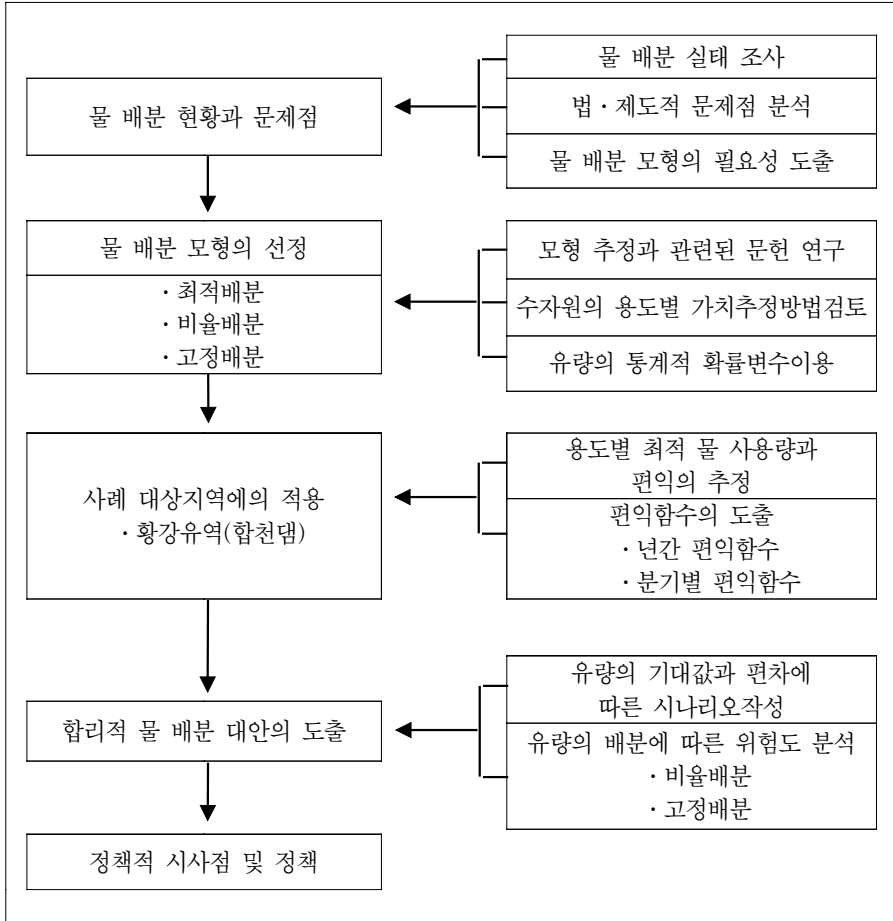 물 배분 현황과 문제점
물 배분 실태 조사
법·제도적 문제점 분석
물 배분 모형의 필요성 도출
물 배분 모형의 선정
·최적배분
·비율배분
·고정배분
모형 추정과 관련된 문헌 연구
수자원의 용도별 가치추정방법검토
유량의 통계적 확률변수이용
사례 대상지역에의 적용
·황강유역(합천댐)
용도별 최적 물 사용량과
편익의 추정
편익함수의 도출
·년간 편익함수
·분기별 편익함수
합리적 물 배분 대안의 도출
유량의 기대값과 편차에
따른 시나리오작성
유량의 배분에 따른 위험도 분석
·비율배분
·고정배분
정책적 시사점 및 정책